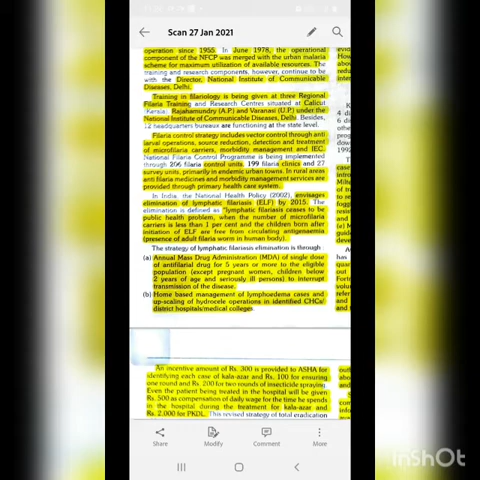 Scan 27 Jan 2021
operation since 1955. In June 1978, the operational
component of the NFCP was merged with the urban malaria
scheme for maximum utilization of available resources. The
training and research components, however, continue to be
with the Director, National Institute of Communicable
Diseases, Delhi.
Training in filariology is being given at three Regional
Filaria Training and Research Centres situated at Calicut
(Kerala), Rajahamundry (A.P.) and Varanasi (U.P.) under the
National Institute of Communicable Diseases, Delhi. Besides,
12 headquarters bureaux are functioning at the state level.
Filaria control strategy includes vector control through anti
larval operations, source reduction, detection and treatment
of microfilaria carriers, morbidity management and IEC.
National Filaria Control Programme is being implemented
through 206 filaria control units, 199 filaria clinics and 27
survey units, primarily in endemic urban towns. In rural areas
anti filaria medicines and morbidity management services are
provided through primary health care system.
In India, the National Health Policy (2002), envisages
elimination of lymphatic filariasis (ELF) by 2015. The
elimination is defined as "lymphatic filariasis ceases to be
public health problem, when the number of microfilaria
carriers is less than 1 per cent and the children born after
initiation of ELF are free from circulating antigenaemia
(presence of adult filaria worm in human body).
The strategy of lymphatic filariasis elimination is through:
(a) Annual Mass Drug Administration (MDA) of single dose
of antifilarial drug for 5 years or more to the eligible
population (except pregnant women, children below
2 years of age and seriously ill persons) to interrupt
transmission of the disease.
(b) Home based management of lymphoedema cases and
up-scaling of hydrocele operations in identified CHCs/
district hospitals/medical colleges
An incentive amount of Rs. 300 is provided to ASHA for
identifying each case of kala-azar and Rs. 100 for ensuring
one round and Rs. 200 for two rounds of insecticide spraying.
Even the patient being treated in the hospital will be given
Rs. 500 as compensation of daily wage for the time he spends
in the hospital during the treatment for kala-azar and
Rs. 2,000 for PKDL. This revised strategy of total eradication
Share
Modify
Comment
More
InShOt